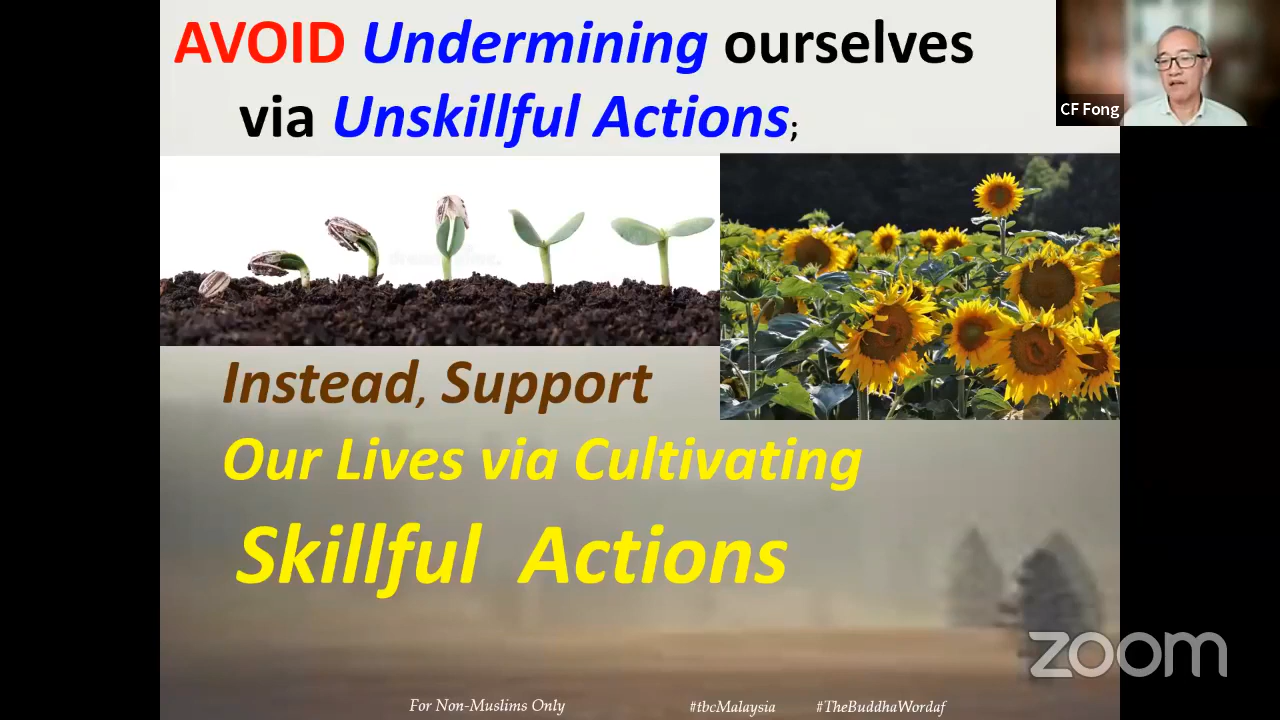 AVOID Undermining ourselves
via Unskillful Actions;
CF Fong
Instead, Support
Our Lives via Cultivating
Skillful Actions
zoom
For Non-Muslims Only
#tbcMalaysia
#TheBuddhaWordaf